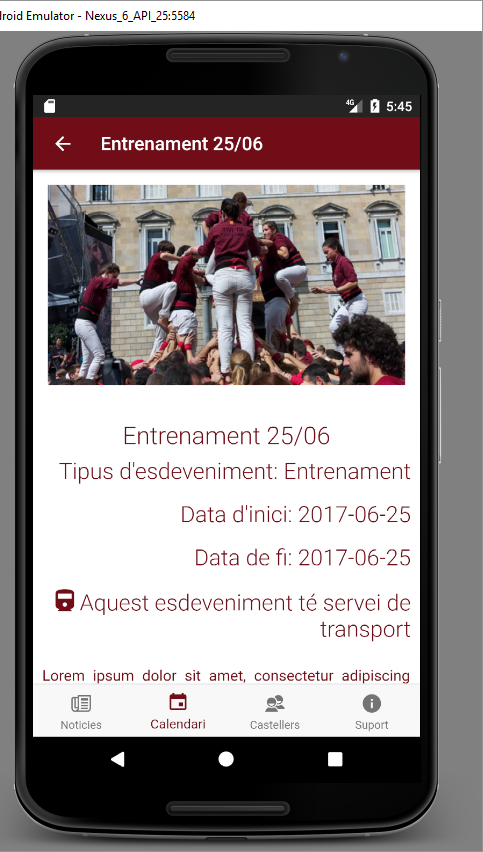 droid Emulator - Nexus_6_API_25:5584
4G 5:45
Entrenament 25/06
Entrenament 25/06
Tipus d'esdeveniment: Entrenament
Data d'inici: 2017-06-25
Data de fi: 2017-06-25
Aquest esdeveniment té servei de
transport
Lorem ipsum dolor sit amet, consectetur adipiscing
Noticies Calendari Castellers Suport